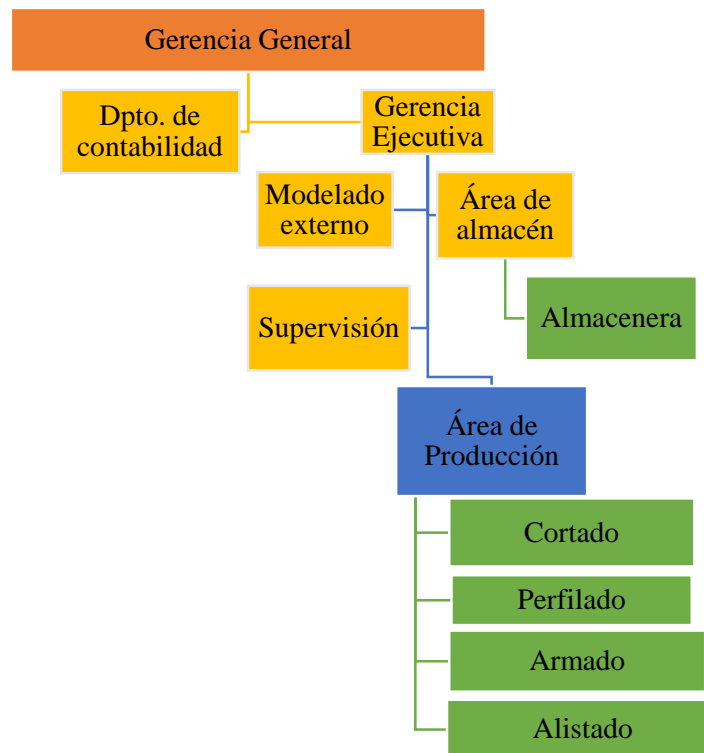 Gerencia General
Dpto. de
contabilidad
Gerencia
Ejecutiva
Modelado
externo
Área de
almacén
Almacenera
Supervisión
Área de
Producción
Cortado
Perfilado
Armado
Alistado